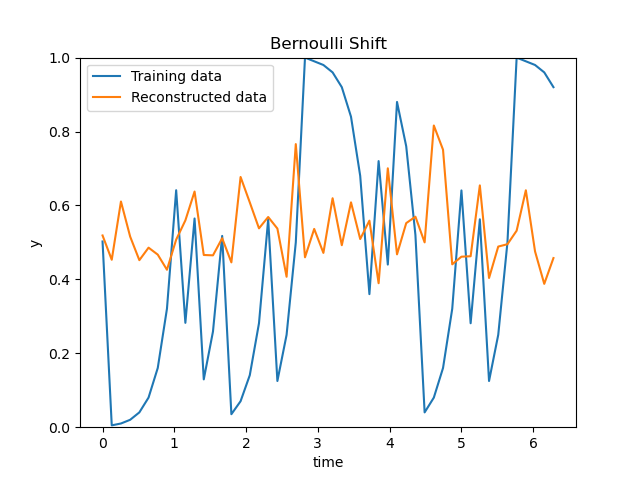 Bernoulli Shift
Training data
Reconstructed data
1.0
0.8
0.6
0.4
0.2
0.0
y
0 1 2 3 4 5 6
time